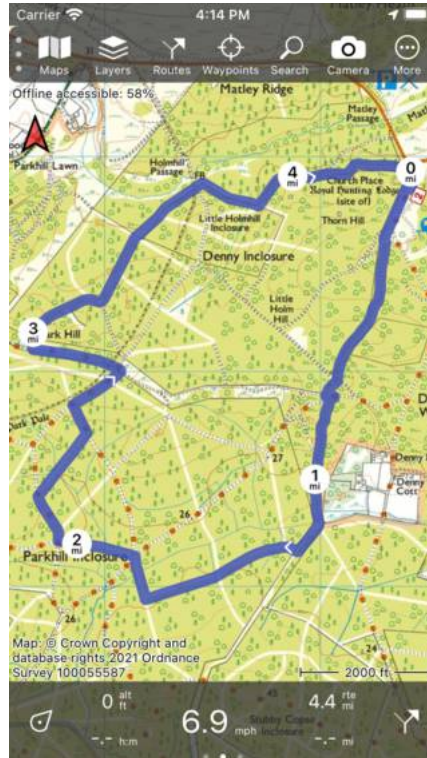 Carrier 4:14 PM
Maps Layers Routes Waypoints Search Camera More
Offline accessible: 58%
Matley Ridge
Matley
Passage
Parkhill Lawn
Holmhill
Passage
FB
4
mi
0
mi
Church Place
(site of)
2
Little Holmhill
Inclosure
Thorn Hill
Denny Inclosure
Little
Holm
Hill
3
mi
ark Hill
27
1
mi
Denny
Cott
26
2
mi
Parkhill Inclosure
26
24
Map: © Crown Copyright and
database rights 2021 Ordnance
Survey 100055587
2000 ft
0 alt
ft
6.9 mph
4.4 rte
mi
-.- h:m
-.- mi